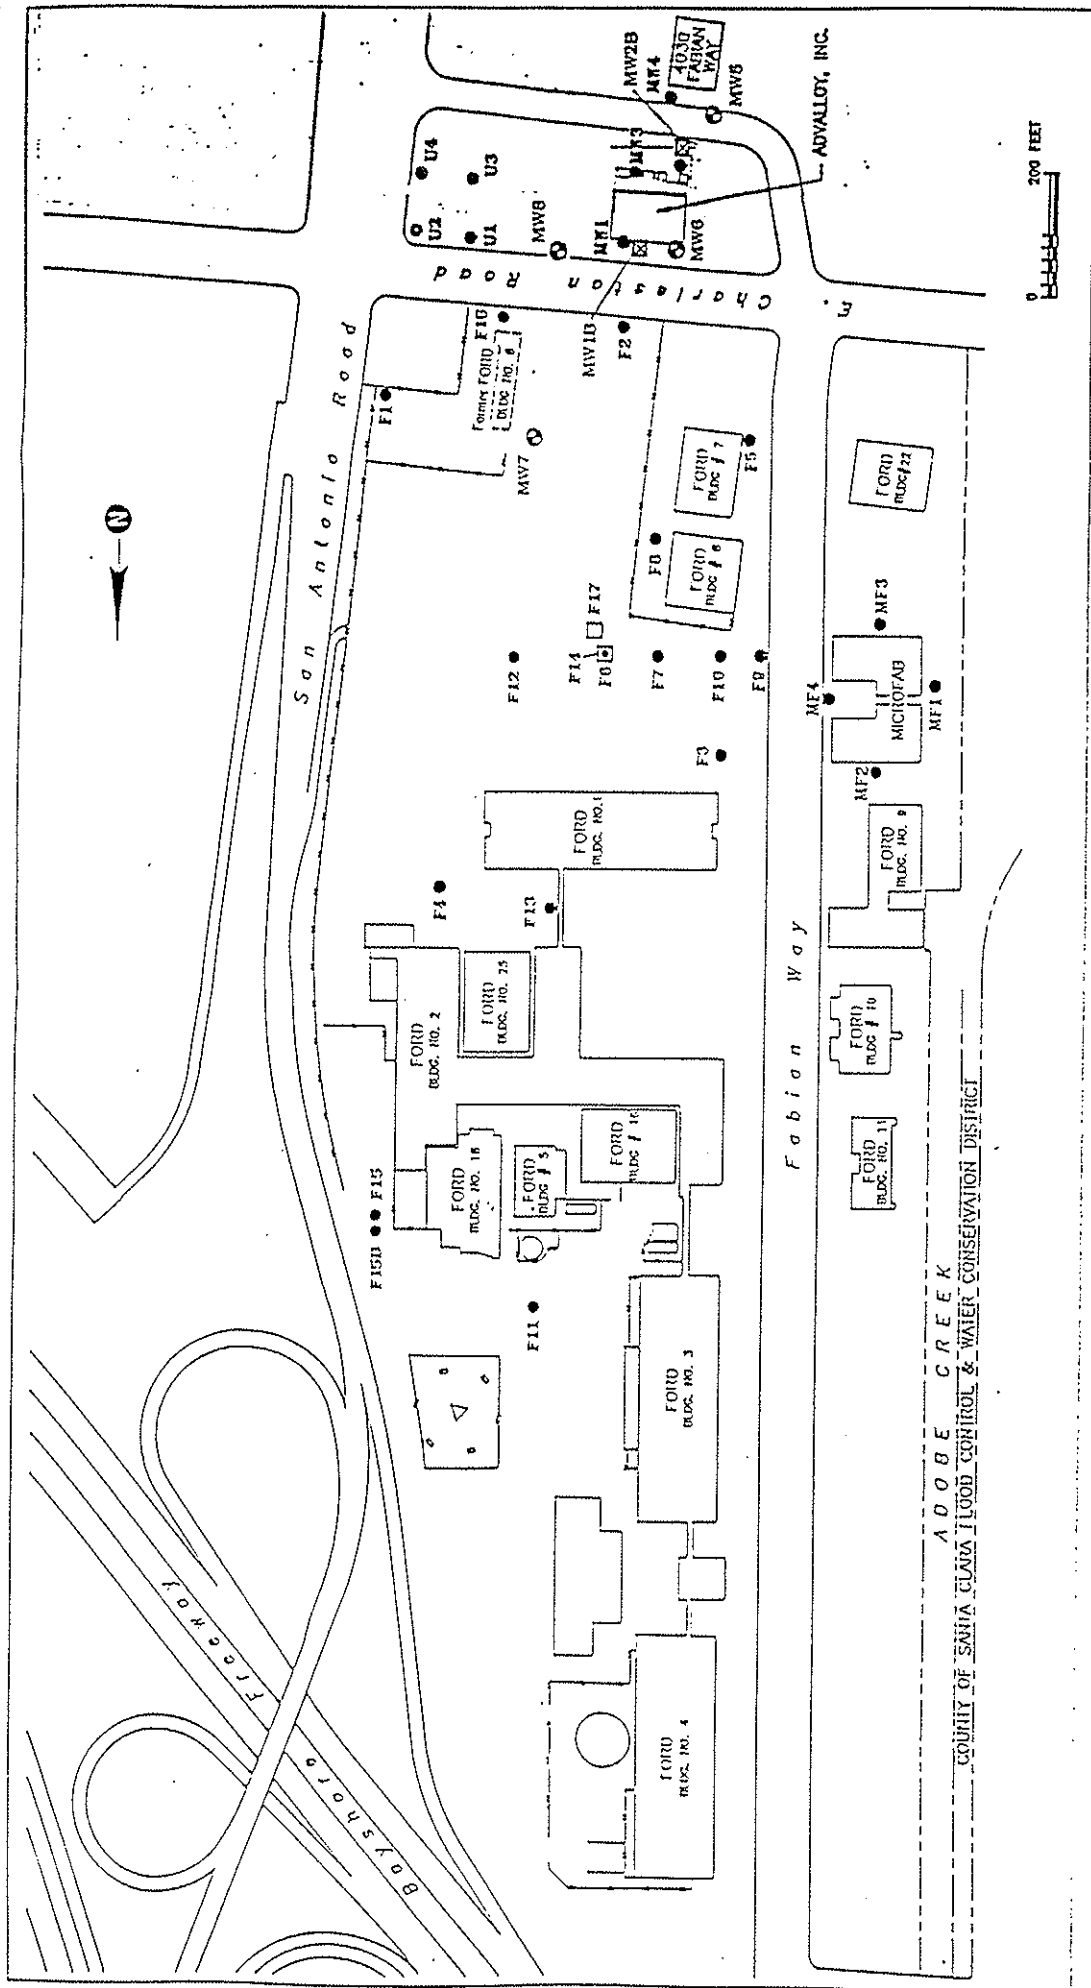 N
San Antonio Road
Bayshore Freeway
E. Charleston Road
Fabian Way
ADOBE CREEK
COUNTY OF SANTA CLARA FLOOD CONTROL & WATER CONSERVATION DISTRICT
U4
U2
U3
U1
MW8
MW1
MW1B
MW6
MW3
MW2B
MW4
MW5
4030
FABIAN
WAY
ADVALLOY, INC.
0 200 FEET
F1
F16
Former FORD
BLDG NO. 8
MW7
F2
FORD
BLDG # 7
F5
F8
FORD
BLDG # 6
FORD
BLDG # 22
F17
F14
F6
F12
F7
F10
F9
F3
MF3
MF4
MICROFAB
MF1
MF2
FORD
BLDG. NO. 1
FORD
BLDG. NO. 9
F4
F13
FORD
BLDG. NO. 2
FORD
BLDG. NO. 25
FORD
BLDG # 10
FORD
BLDG. NO. 11
FORD
BLDG # 16
FORD
BLDG # 5
FORD
BLDG. NO. 18
F15
F15B
F11
FORD
BLDG. NO. 3
FORD
BLDG. NO. 4